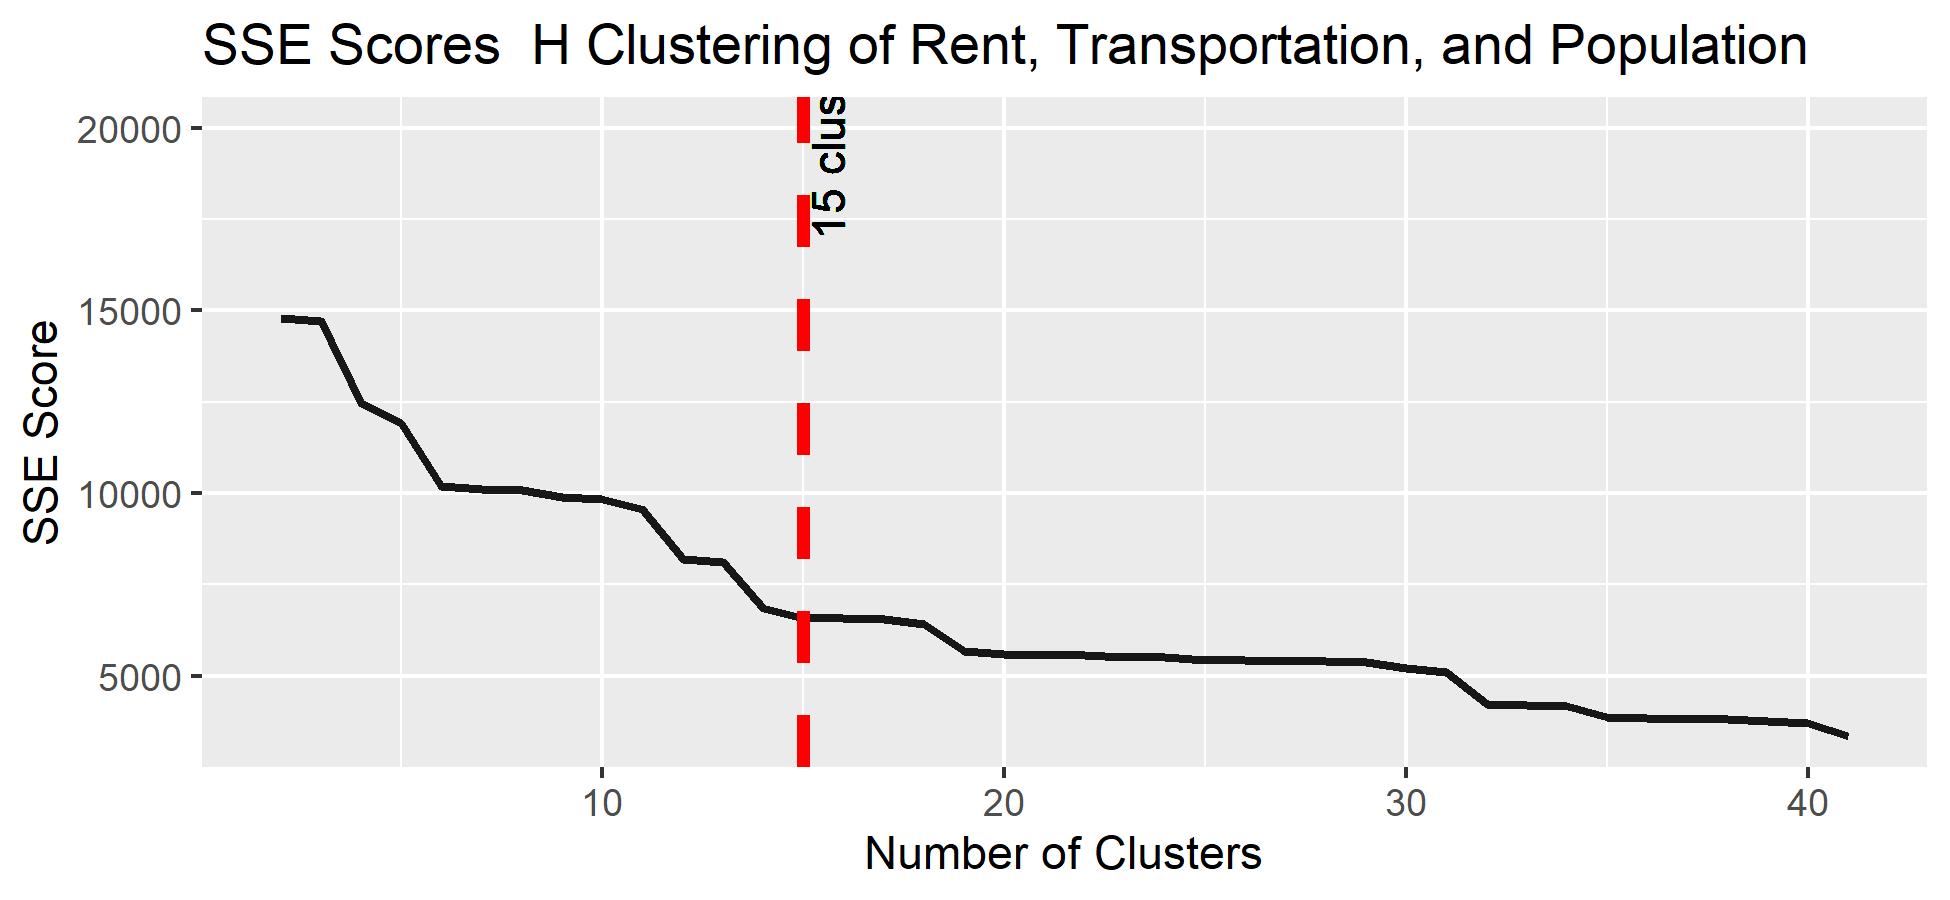 SSE Scores  H Clustering of Rent, Transportation, and Population
20000
15000
10000
5000
SSE Score
15 clus
10
20
30
40
Number of Clusters